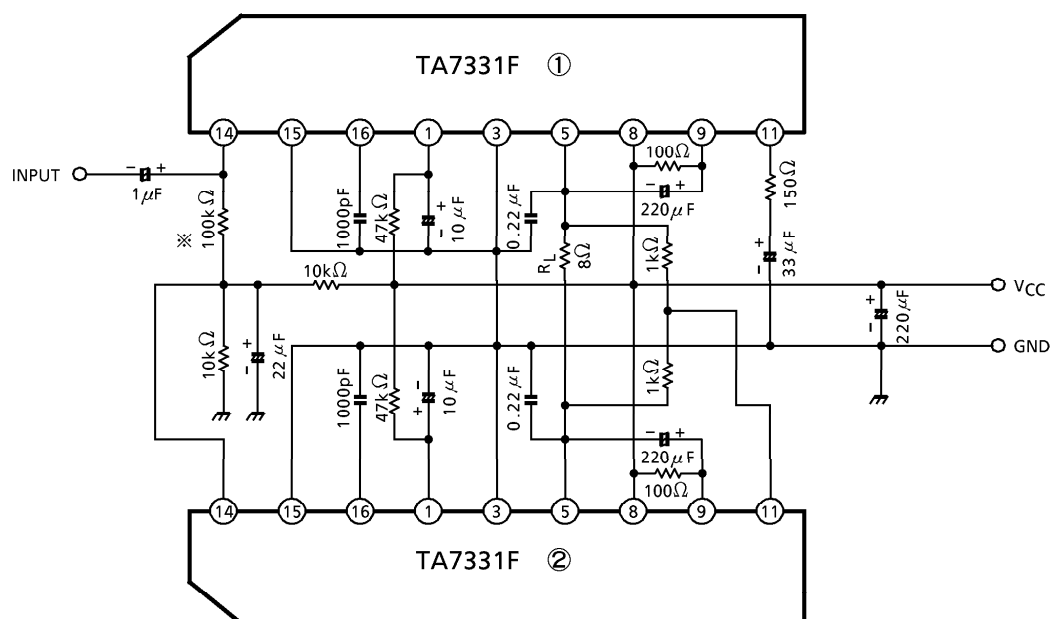 TA7331F ①
14 15 16 1 3 5 8 9 11
INPUT
- +
1μF
※ 100kΩ
1000pF
47kΩ
+
-
10μF
0.22μF
100Ω
- +
220μF
150Ω
RL
8Ω
1kΩ
+
-
33μF
10kΩ
VCC
10kΩ
+
-
22μF
+
-
220μF
GND
1000pF
47kΩ
-
+
10μF
0.22μF
1kΩ
- +
220μF
100Ω
14 15 16 1 3 5 8 9 11
TA7331F ②